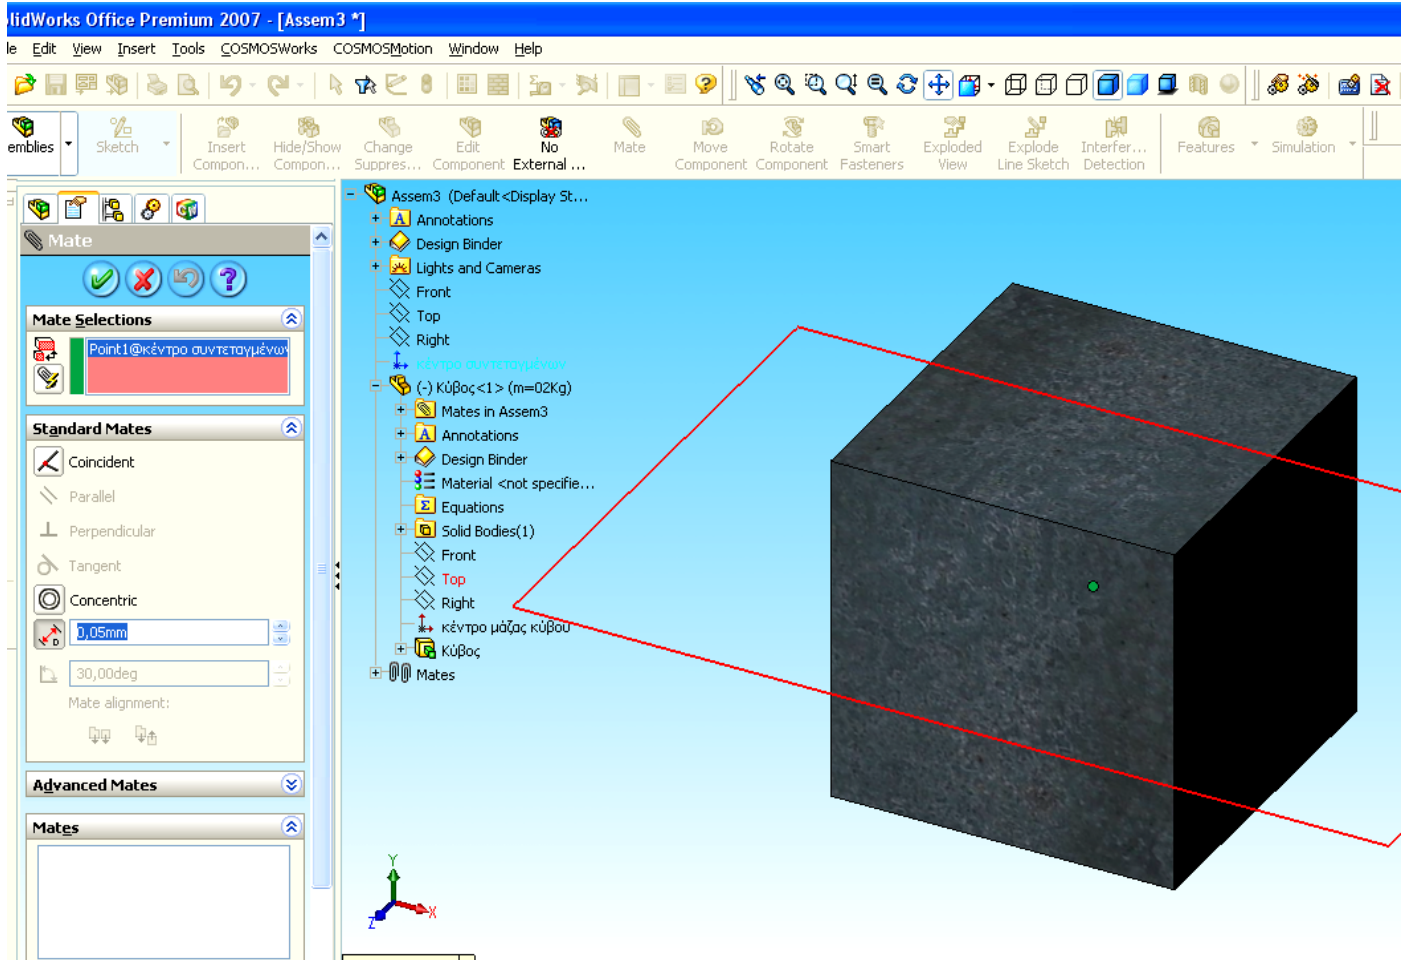 lidWorks Office Premium 2007 - [Assem3 *]
le Edit View Insert Tools COSMOSWorks COSMOSMotion Window Help
emblies Sketch Insert Compon... Hide/Show Compon... Change Suppres... Edit Component No External ... Mate Move Component Rotate Component Smart Fasteners Exploded View Explode Line Sketch Interfer... Detection Features Simulation
Mate
Mate Selections
Point1@κέντρο συντεταγμένων
Standard Mates
Coincident
Parallel
Perpendicular
Tangent
Concentric
0,05mm
30,00deg
Mate alignment:
Advanced Mates
Mates
Assem3 (Default<Display St...
Annotations
Design Binder
Lights and Cameras
Front
Top
Right
κέντρο συντεταγμένων
(-) Κύβος<1> (m=02Kg)
Mates in Assem3
Annotations
Design Binder
Material <not specifie...
Equations
Solid Bodies(1)
Front
Top
Right
κέντρο μάζας κύβου
Κύβος
Mates
Y
X
Z